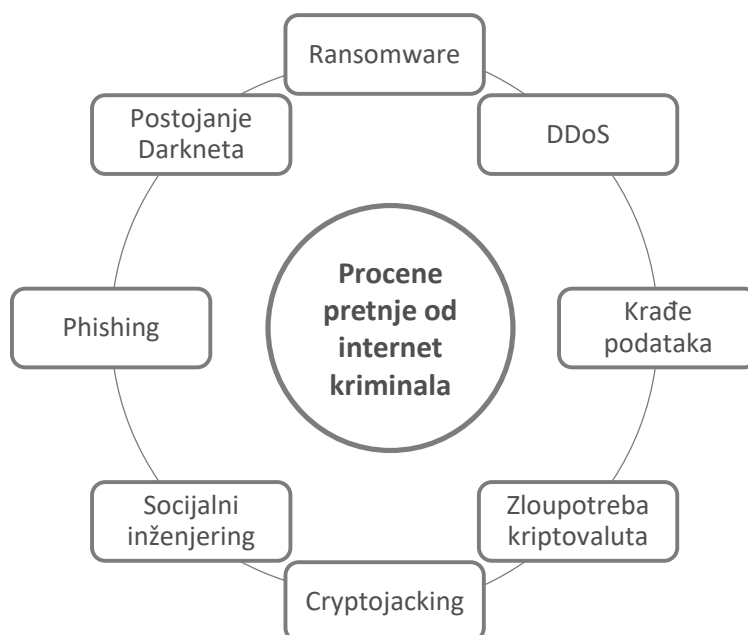 Ransomware
DDoS
Krađe
podataka
Zloupotreba
kriptovaluta
Cryptojacking
Socijalni
inženjering
Phishing
Postojanje
Darkneta
Procene
pretnje od
internet
kriminala